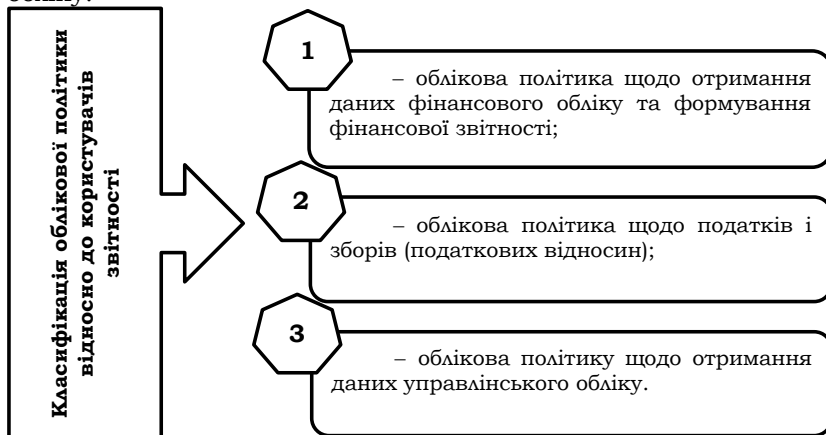 обліку.
Класифікація облікової політики
відносно до користувачів
звітності
1
– облікова політика щодо отримання
даних фінансового обліку та формування
фінансової звітності;
2
– облікова політика щодо податків і
зборів (податкових відносин);
3
– облікова політику щодо отримання
даних управлінського обліку.